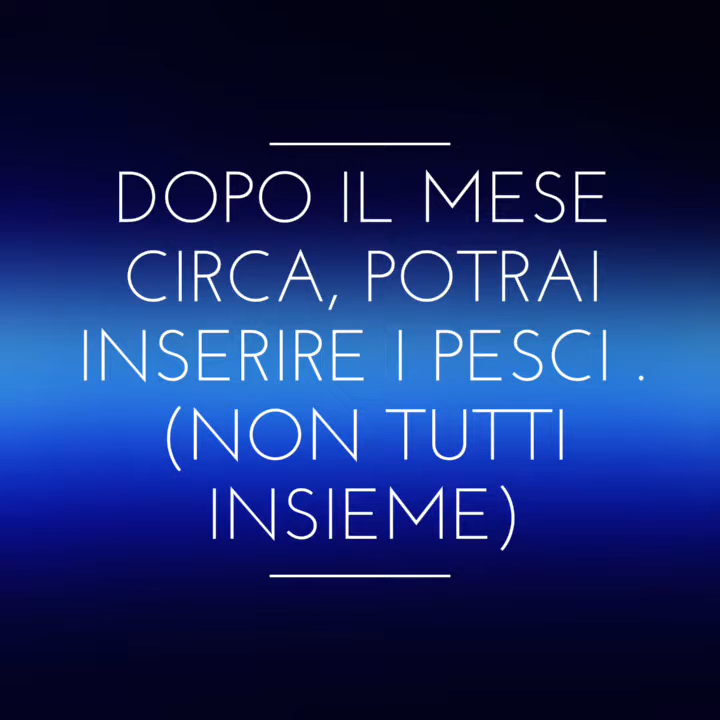 DOPO IL MESE
CIRCA, POTRAI
INSERIRE I PESCI .
(NON TUTTI
INSIEME)